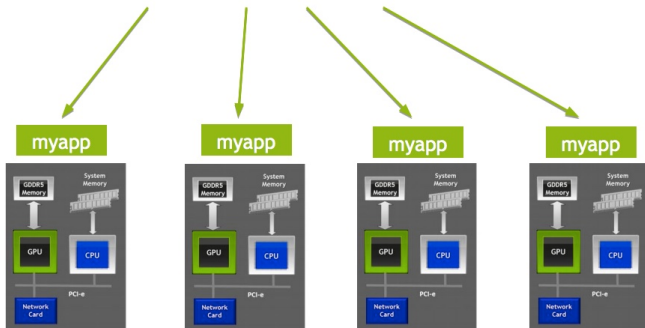 myapp
myapp
myapp
myapp
GDDR5
Memory
System
Memory
GPU
CPU
PCI-e
Network
Card
GDDR5
Memory
System
Memory
GPU
CPU
PCI-e
Network
Card
GDDR5
Memory
System
Memory
GPU
CPU
PCI-e
Network
Card
GDDR5
Memory
System
Memory
GPU
CPU
PCI-e
Network
Card